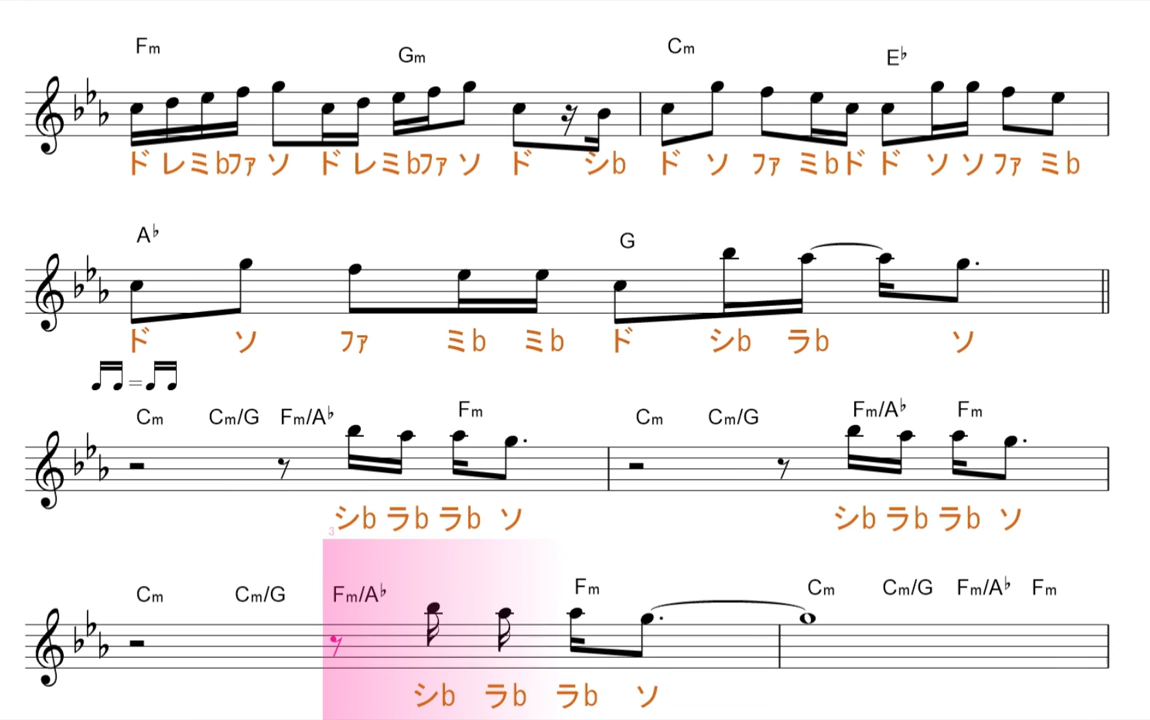 Fm Gm Cm E♭
ド レ ミb ファ ソ ド レ ミb ファ ソ ド シb ド ソ ファ ミb ド ド ソ ソ ファ ミb
A♭ G
ド ソ ファ ミb ミb ド シb ラb ソ
=
Cm Cm/G Fm/A♭ Fm Cm Cm/G Fm/A♭ Fm
シb ラb ラb ソ シb ラb ラb ソ
3
Cm Cm/G Fm/A♭ Fm Cm Cm/G Fm/A♭ Fm
シb ラb ラb ソ